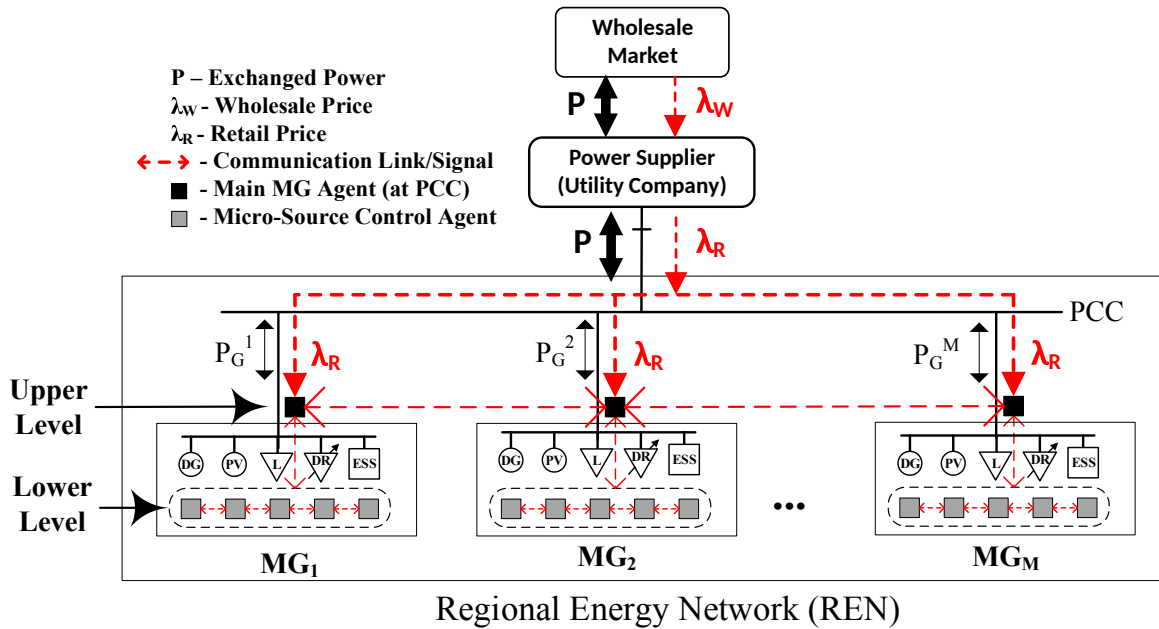 Wholesale
Market
P – Exchanged Power
λW - Wholesale Price
λR - Retail Price
- Communication Link/Signal
- Main MG Agent (at PCC)
- Micro-Source Control Agent
P
λW
Power Supplier
(Utility Company)
P
λR
PCC
PG1
λR
PG2
λR
PGM
λR
Upper
Level
DG
PV
L
DR
ESS
DG
PV
L
DR
ESS
DG
PV
L
DR
ESS
Lower
Level
...
MG1
MG2
MGM
Regional Energy Network (REN)